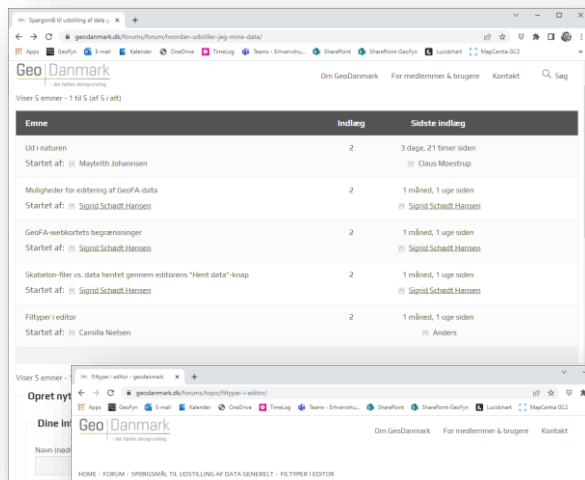 Spørgsmål til udstilling af data g
geodanmark.dk/forums/forum/hvordan-udstiller-jeg-mine-data/
Apps GeoFyn E-mail Kalender OneDrive TimeLog Teams - Erhvervshu... SharePoint SharePoint-GeoFyn Lucidchart MapCentia GC2 »
Geo Danmark
- det fælles datagrundlag
Om GeoDanmark For medlemmer & brugere Kontakt Søg
Viser 5 emner - 1 til 5 (af 5 i alt)
Emne Indlæg Sidste indlæg
Ud i naturen 2 3 dage, 21 timer siden
Startet af: Maybrith Johannsen Claus Moestrup
Muligheder for editering af GeoFA-data 2 1 måned, 1 uge siden
Startet af: Sigrid Schødt Hansen Sigrid Schødt Hansen
GeoFA-webkortets begrænsninger 2 1 måned, 1 uge siden
Startet af: Sigrid Schødt Hansen Sigrid Schødt Hansen
Skabelon-filer vs. data hentet gennem editorens "Hent data"-knap 2 1 måned, 1 uge siden
Startet af: Sigrid Schødt Hansen Sigrid Schødt Hansen
Filtyper i editor 2 1 måned, 1 uge siden
Startet af: Camilla Nielsen Anders
Viser 5 emner -
Opret nyt
Dine in
Navn (nød
Filtyper i editor - geodanmark
geodanmark.dk/forums/topic/filtyper-i-editor/
Apps GeoFyn E-mail Kalender OneDrive TimeLog Teams - Erhvervshu... SharePoint SharePoint-GeoFyn Lucidchart MapCentia GC2
Geo Danmark
- det fælles datagrundlag
Om GeoDanmark For medlemmer & brugere Kontakt
HOME / FORUM / SPØRGSMÅL TIL UDSTILLING AF DATA GENERELT / FILTYPER I EDITOR